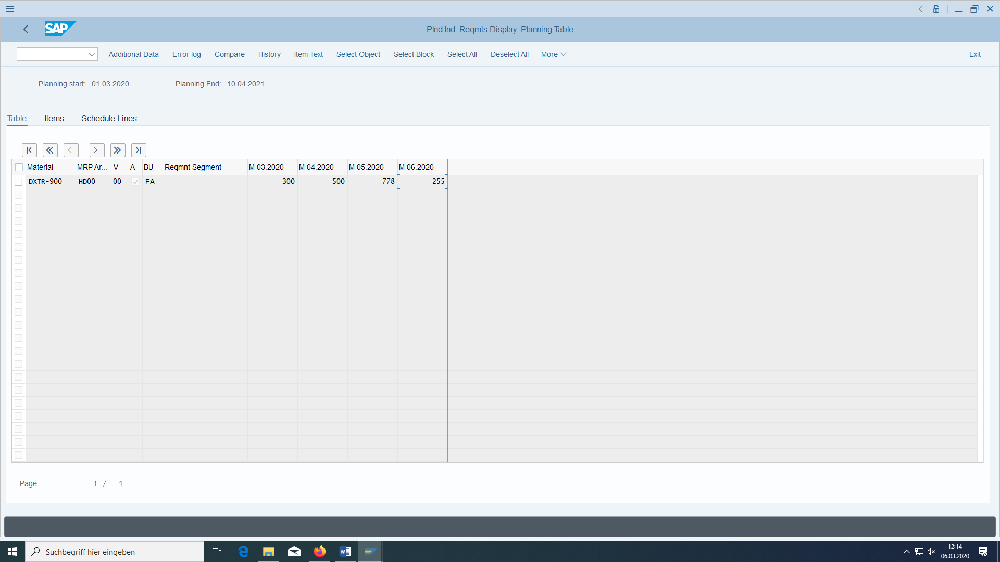 SAP
Plnd Ind. Reqmts Display: Planning Table
Additional Data Error log Compare History Item Text Select Object Select Block Select All Deselect All More Exit
Planning start: 01.03.2020 Planning End: 10.04.2021
Table Items Schedule Lines
Material MRP Ar... V A BU Reqmnt Segment M 03.2020 M 04.2020 M 05.2020 M 06.2020
DXTR-900 HD00 00 EA 300 500 778 255
Page: 1 / 1
Suchbegriff hier eingeben
12:14
06.03.2020